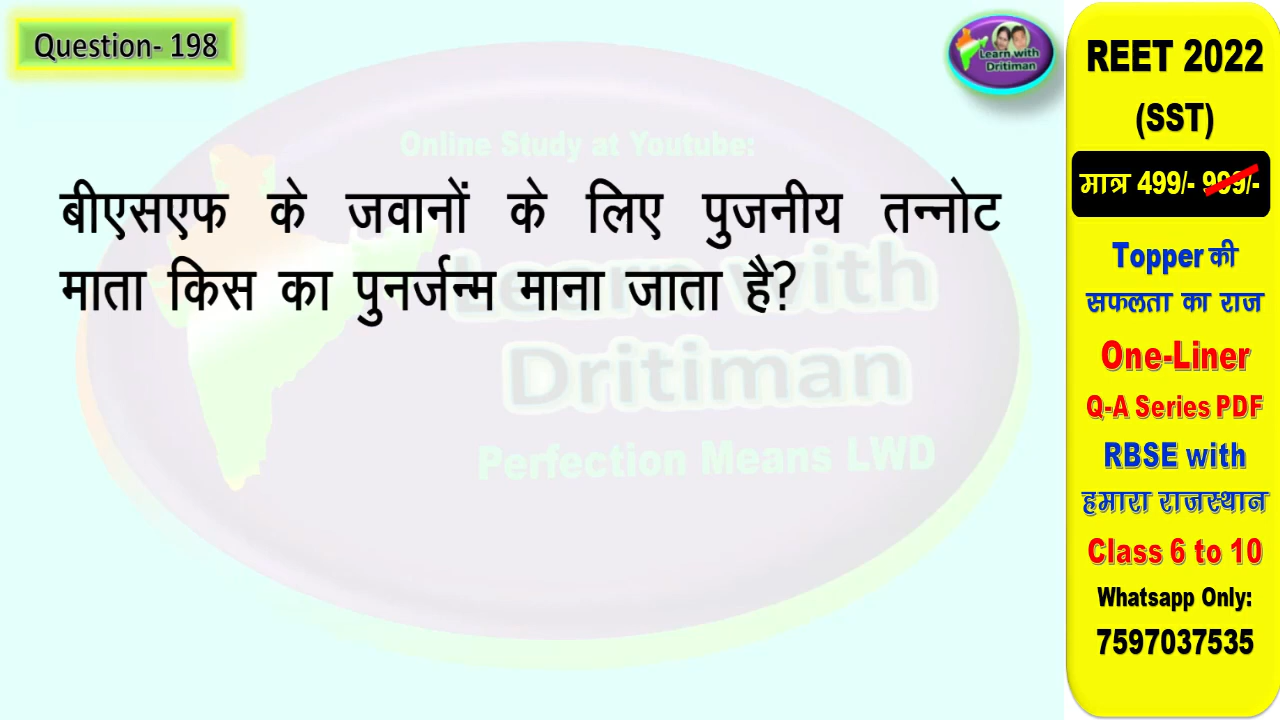 Question- 198
Learn with
Dritiman
Online Study at Youtube:
बीएसएफ के जवानों के लिए पुजनीय तन्नोट
माता किस का पुनर्जन्म माना जाता है?
Learn with
Dritiman
Perfection Means LWD
REET 2022
(SST)
मात्र 499/- 999/-
Topper की
सफलता का राज
One-Liner
Q-A Series PDF
RBSE with
हमारा राजस्थान
Class 6 to 10
Whatsapp Only:
7597037535